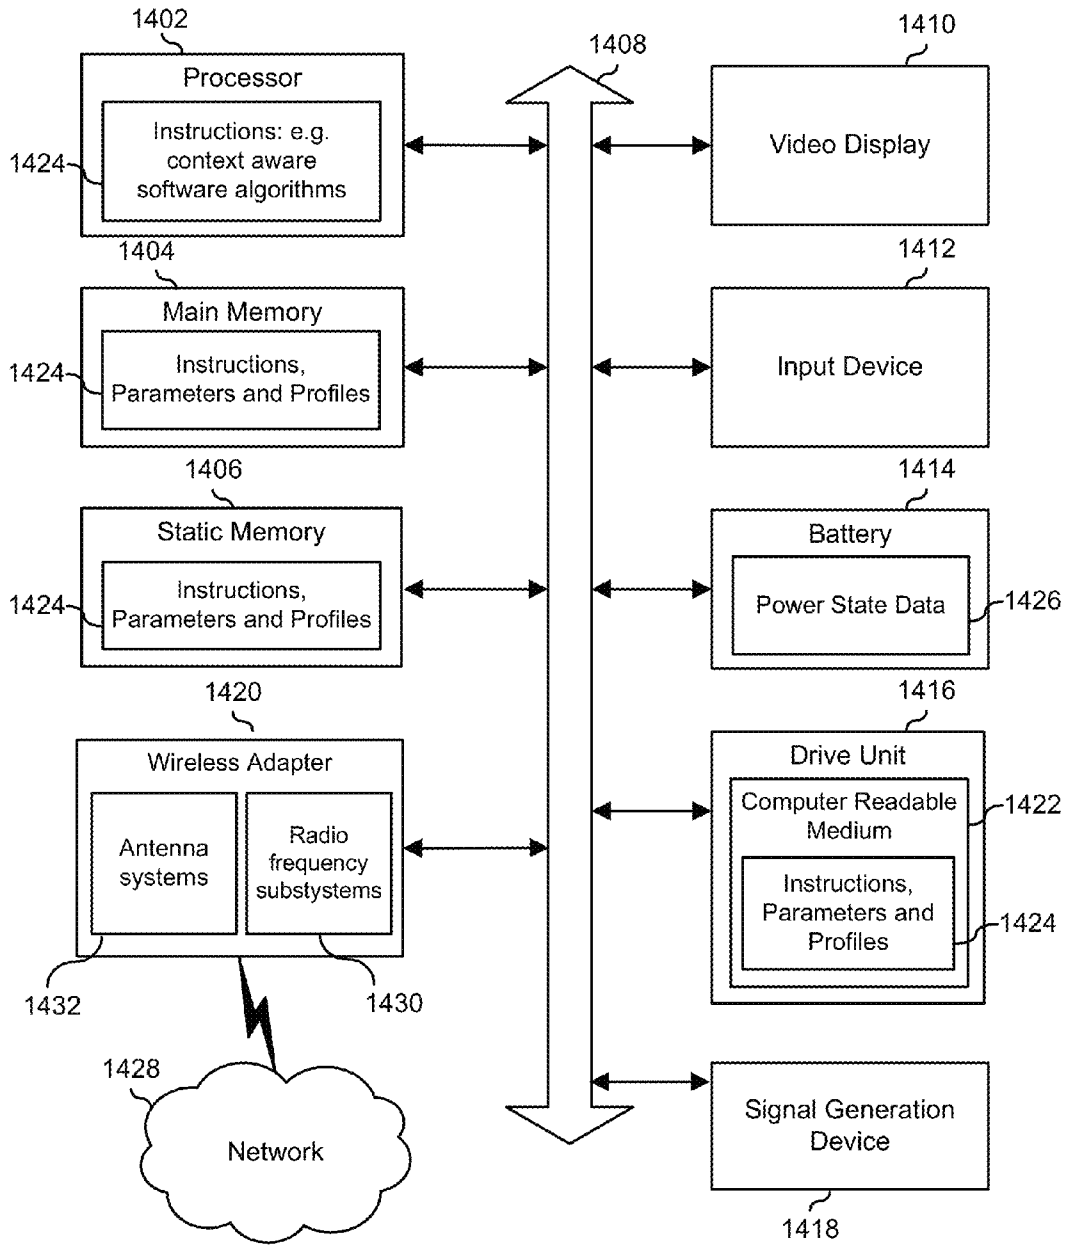 1402
Processor
Instructions: e.g.
context aware
software algorithms
1424
1404
Main Memory
Instructions,
Parameters and Profiles
1424
1406
Static Memory
Instructions,
Parameters and Profiles
1424
1420
Wireless Adapter
Antenna
systems
Radio
frequency
substystems
1432
1430
1428
Network
1408
1410
Video Display
1412
Input Device
1414
Battery
Power State Data
1426
1416
Drive Unit
Computer Readable
Medium
1422
Instructions,
Parameters and
Profiles
1424
Signal Generation
Device
1418